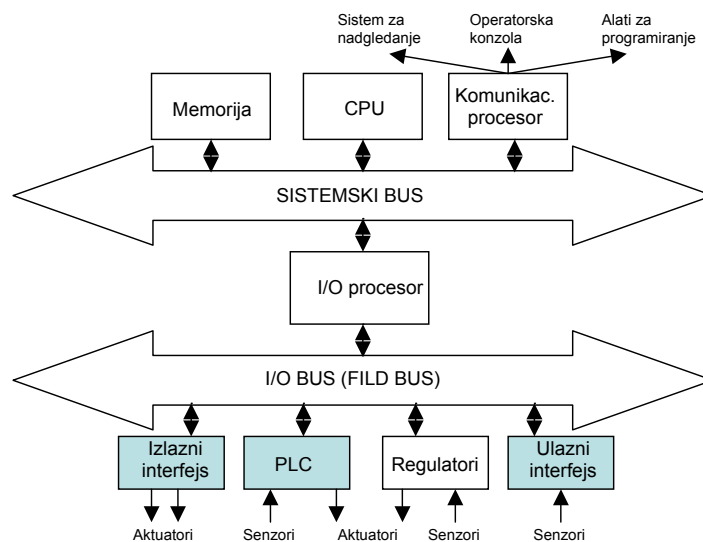 Sistem za
nadgledanje
Operatorska
konzola
Alati za
programiranje
Memorija
CPU
Komunikac.
procesor
SISTEMSKI BUS
I/O procesor
I/O BUS (FILD BUS)
Izlazni
interfejs
PLC
Regulatori
Ulazni
interfejs
Aktuatori
Senzori
Aktuatori
Senzori
Senzori